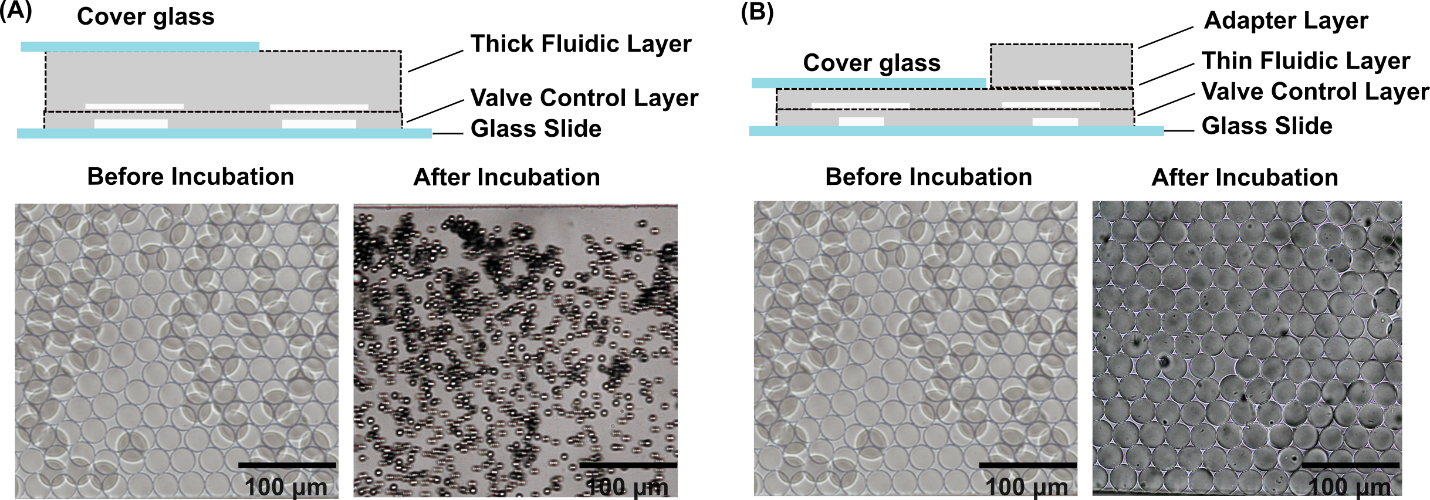 (A)
Cover glass
Thick Fluidic Layer
Valve Control Layer
Glass Slide
Before Incubation
After Incubation
100 µm
100 µm
(B)
Adapter Layer
Cover glass
Thin Fluidic Layer
Valve Control Layer
Glass Slide
Before Incubation
After Incubation
100 µm
100 µm